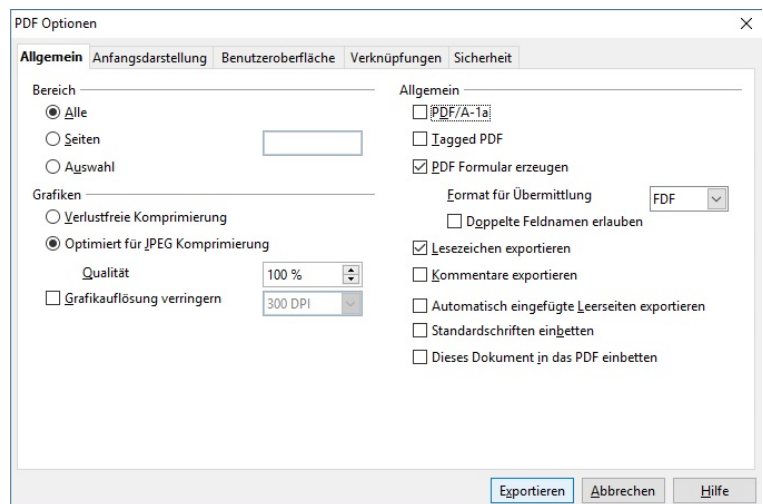 PDF Optionen
Allgemein Anfangsdarstellung Benutzeroberfläche Verknüpfungen Sicherheit
Bereich
Alle
Seiten
Auswahl
Grafiken
Verlustfreie Komprimierung
Optimiert für JPEG Komprimierung
Qualität 100 %
Grafikauflösung verringern 300 DPI
Allgemein
PDF/A-1a
Tagged PDF
PDF Formular erzeugen
Format für Übermittlung FDF
Doppelte Feldnamen erlauben
Lesezeichen exportieren
Kommentare exportieren
Automatisch eingefügte Leerseiten exportieren
Standardschriften einbetten
Dieses Dokument in das PDF einbetten
Exportieren Abbrechen Hilfe